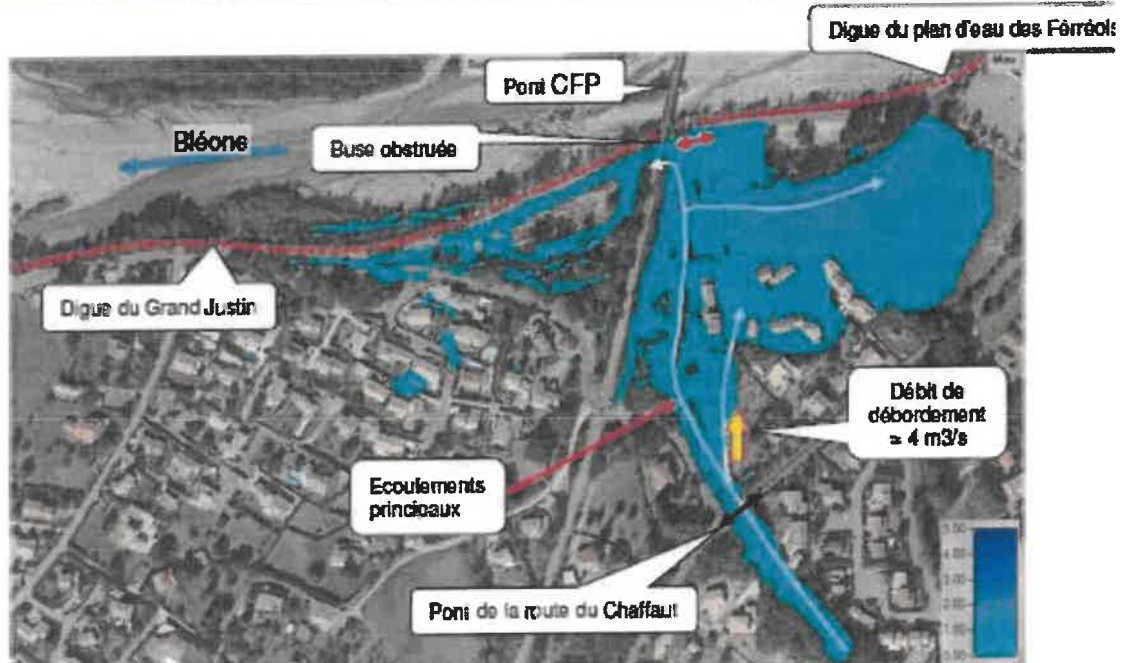 Digue du plan d'eau des Férréols
Pont CFP
Buse obstruée
Bléone
Digue du Grand Justin
Débit de
débordement
= 4 m3/s
Ecoulements
principaux
Pont de la route du Chaffaut